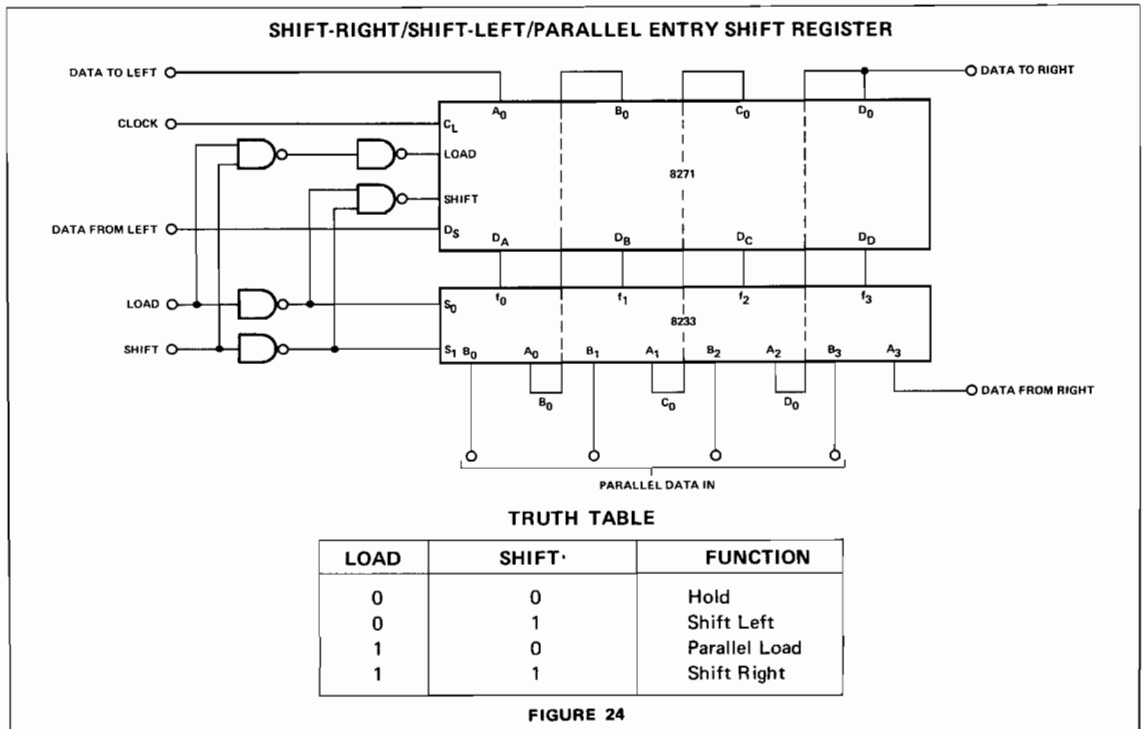 SHIFT-RIGHT/SHIFT-LEFT/PARALLEL ENTRY SHIFT REGISTER
DATA TO LEFT
DATA TO RIGHT
A0 B0 C0 D0
CLOCK
CL
LOAD
8271
SHIFT
DATA FROM LEFT
DS
DA DB DC DD
LOAD
S0
f0 f1 f2 f3
8233
SHIFT
S1 B0 A0 B1 A1 B2 A2 B3 A3
DATA FROM RIGHT
B0 C0 D0
PARALLEL DATA IN
TRUTH TABLE
LOAD SHIFT· FUNCTION
0 0 Hold
0 1 Shift Left
1 0 Parallel Load
1 1 Shift Right
FIGURE 24